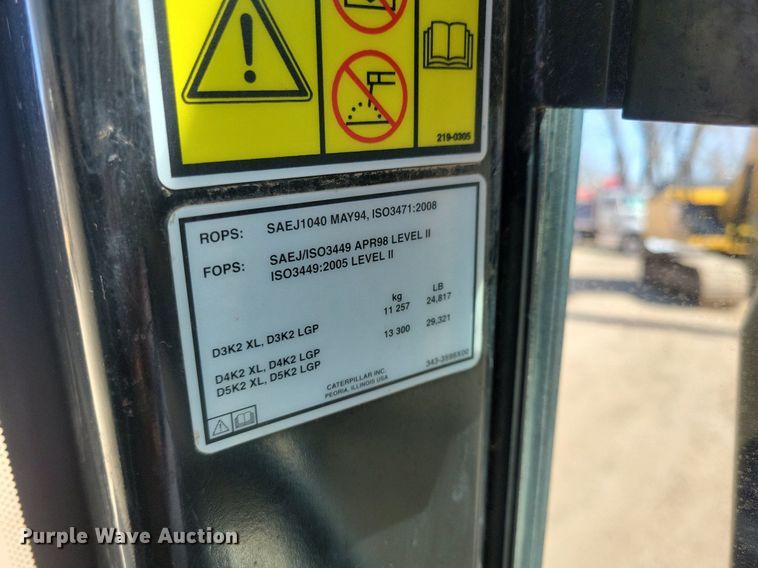 219-0305
ROPS: SAEJ1040 MAY94, ISO3471:2008
FOPS: SAEJ/ISO3449 APR98 LEVEL II
ISO3449:2005 LEVEL II
kg LB
D3K2 XL, D3K2 LGP 11 257 24,817
D4K2 XL, D4K2 LGP 13 300 29,321
D5K2 XL, D5K2 LGP
CATERPILLAR INC.
PEORIA, ILLINOIS USA
Purple Wave Auction